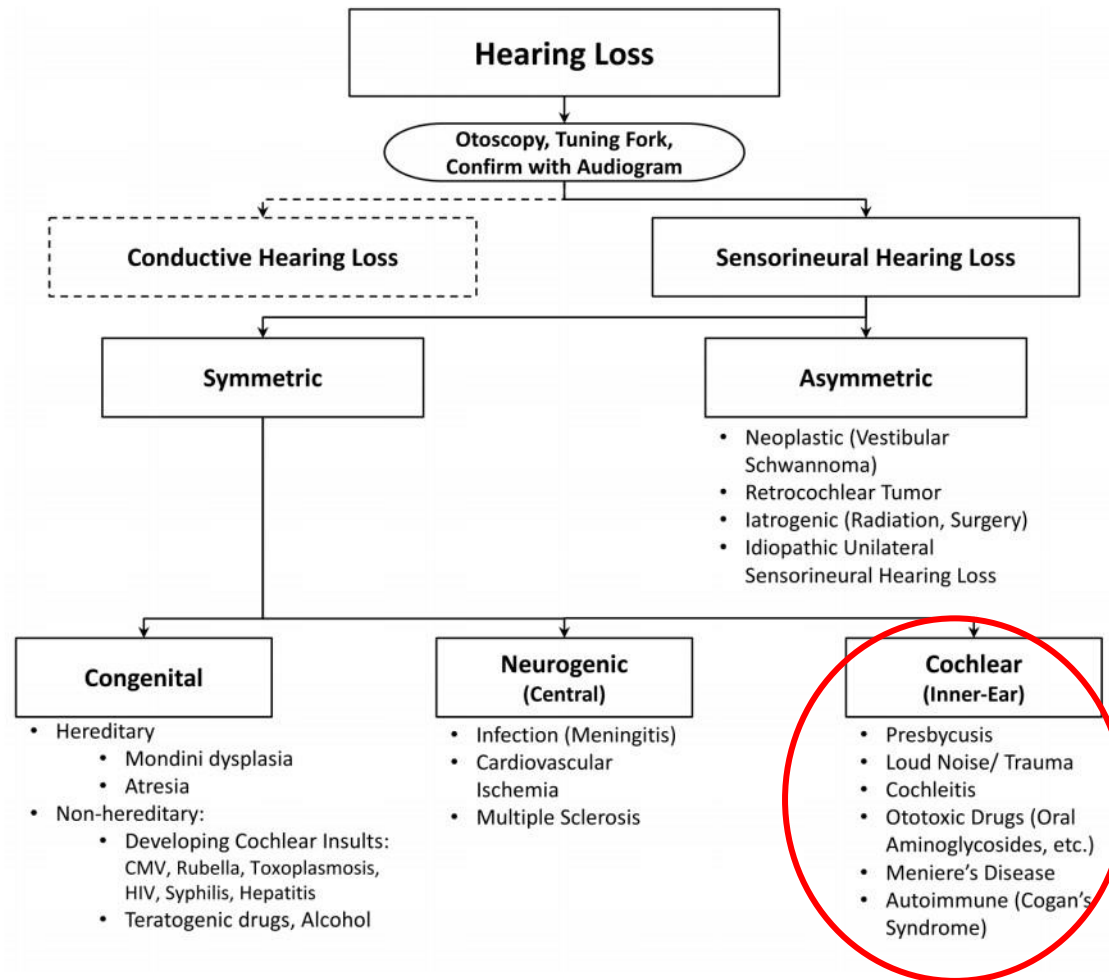 Hearing Loss
Otoscopy, Tuning Fork,
Confirm with Audiogram
Conductive Hearing Loss
Sensorineural Hearing Loss
Symmetric
Asymmetric
• Neoplastic (Vestibular
Schwannoma)
• Retrocochlear Tumor
• Iatrogenic (Radiation, Surgery)
• Idiopathic Unilateral
Sensorineural Hearing Loss
Congenital
• Hereditary
• Mondini dysplasia
• Atresia
• Non-hereditary:
• Developing Cochlear Insults:
CMV, Rubella, Toxoplasmosis,
HIV, Syphilis, Hepatitis
• Teratogenic drugs, Alcohol
Neurogenic
(Central)
• Infection (Meningitis)
• Cardiovascular
Ischemia
• Multiple Sclerosis
Cochlear
(Inner-Ear)
• Presbycusis
• Loud Noise/ Trauma
• Cochleitis
• Ototoxic Drugs (Oral
Aminoglycosides, etc.)
• Meniere's Disease
• Autoimmune (Cogan's
Syndrome)